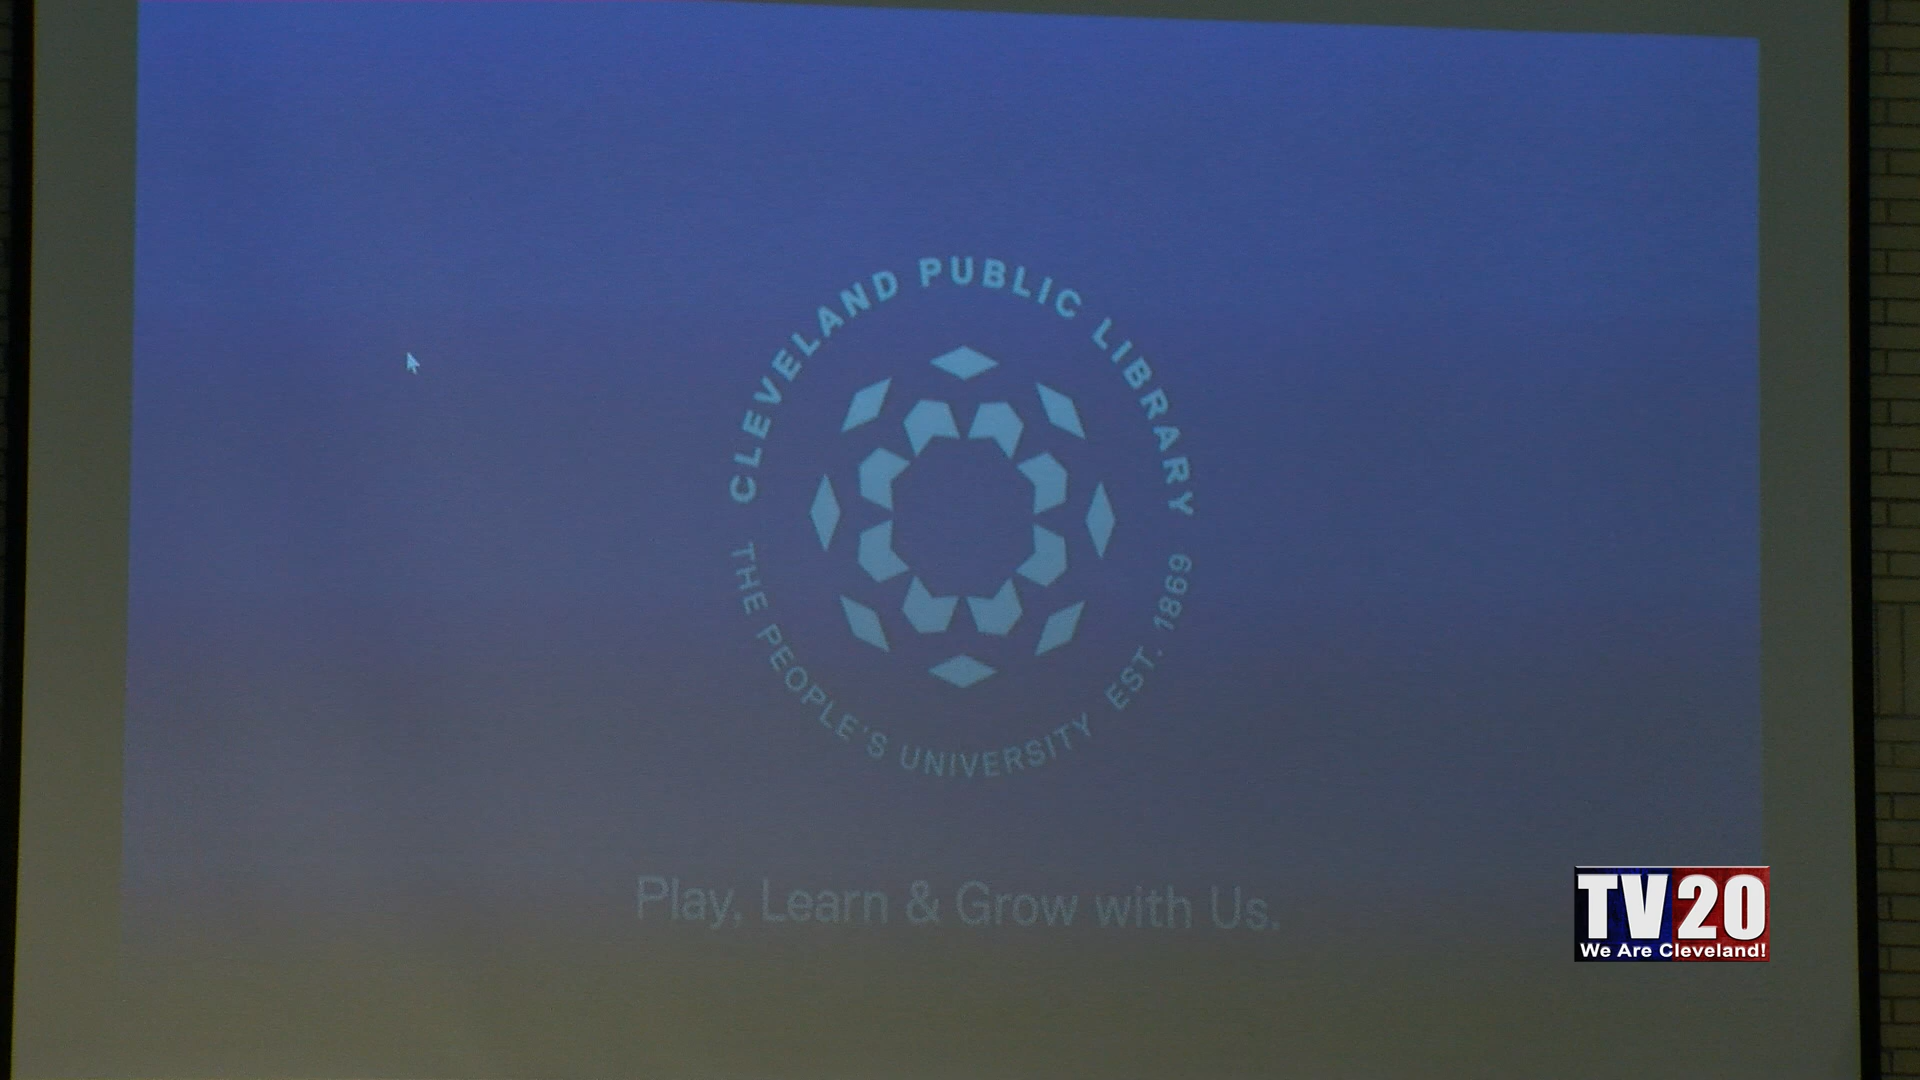 CLEVELAND PUBLIC LIBRARY
THE PEOPLE'S UNIVERSITY EST. 1869
Play, Learn & Grow with Us.
TV20
We Are Cleveland!